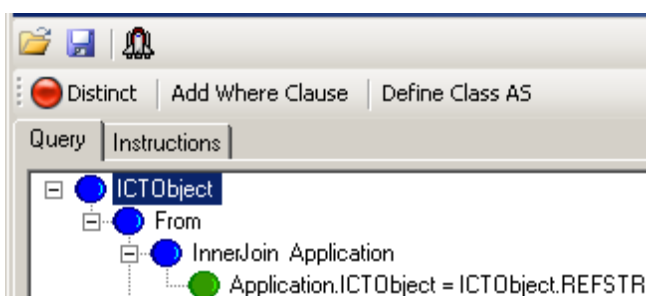 Distinct Add Where Clause Define Class AS
Query Instructions
ICTObject
From
InnerJoin Application
Application.ICTObject = ICTObject.REFSTR